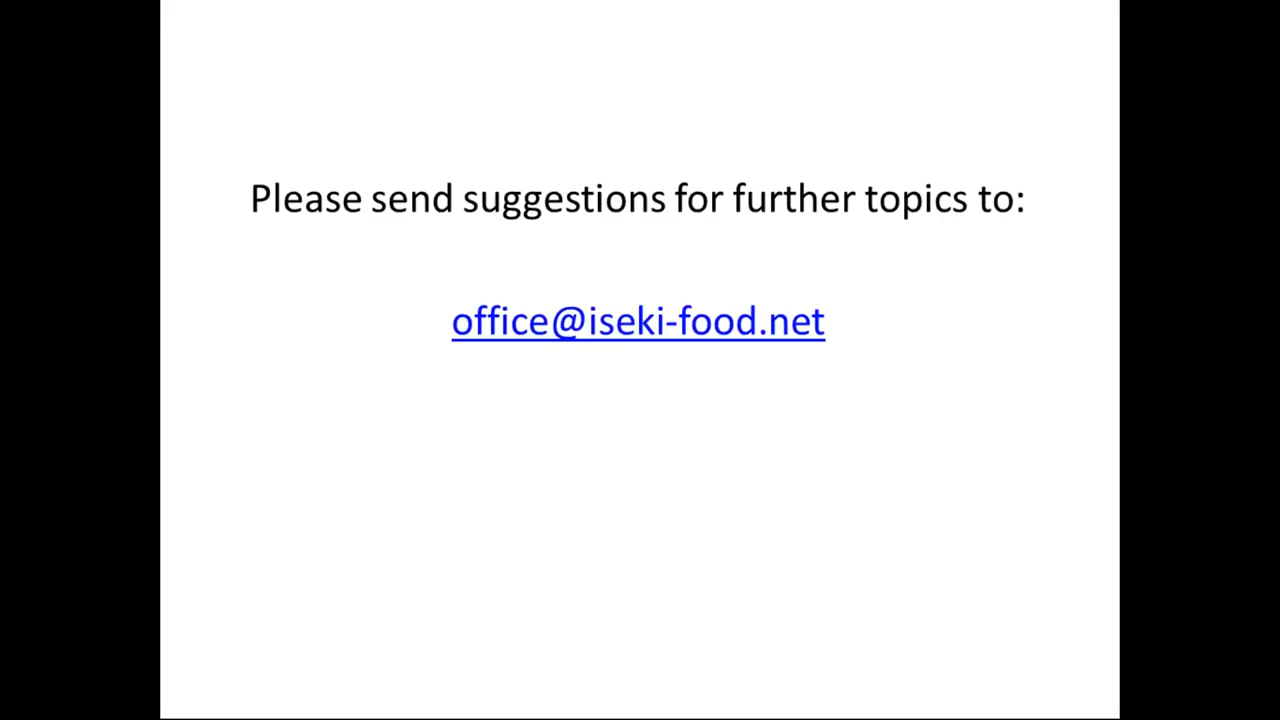 Please send suggestions for further topics to:
office@iseki-food.net